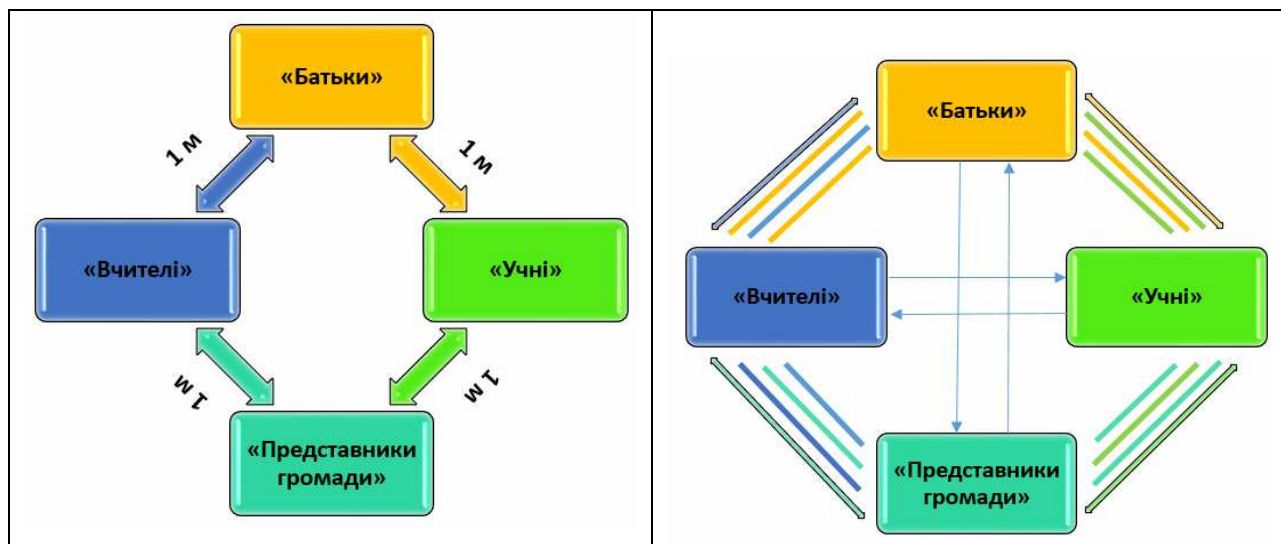 «Батьки»
1 м
1 м
«Вчителі»
«Учні»
1 м
1 м
«Представники
громади»
«Батьки»
«Вчителі»
«Учні»
«Представники
громади»